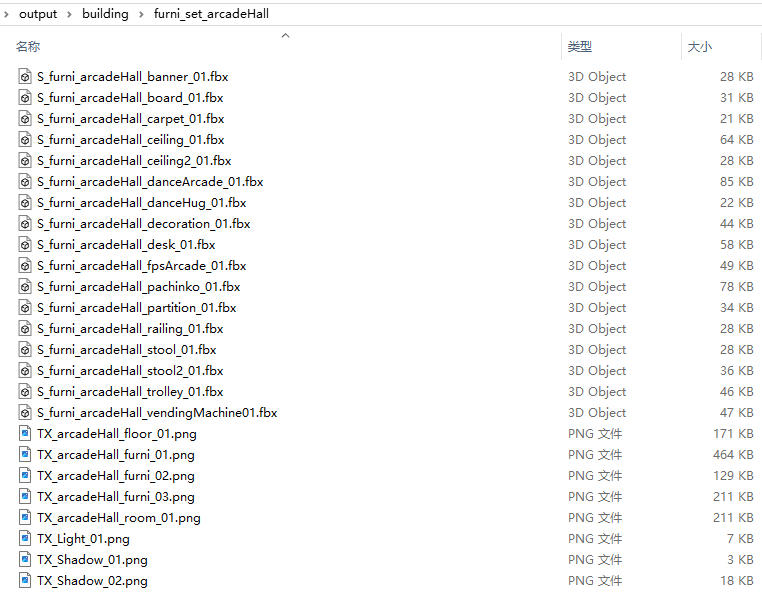 output building furni_set_arcadeHall
名称 类型 大小
S_furni_arcadeHall_banner_01.fbx 3D Object 28 KB
S_furni_arcadeHall_board_01.fbx 3D Object 31 KB
S_furni_arcadeHall_carpet_01.fbx 3D Object 21 KB
S_furni_arcadeHall_ceiling_01.fbx 3D Object 64 KB
S_furni_arcadeHall_ceiling2_01.fbx 3D Object 28 KB
S_furni_arcadeHall_danceArcade_01.fbx 3D Object 85 KB
S_furni_arcadeHall_danceHug_01.fbx 3D Object 22 KB
S_furni_arcadeHall_decoration_01.fbx 3D Object 44 KB
S_furni_arcadeHall_desk_01.fbx 3D Object 58 KB
S_furni_arcadeHall_fpsArcade_01.fbx 3D Object 49 KB
S_furni_arcadeHall_pachinko_01.fbx 3D Object 78 KB
S_furni_arcadeHall_partition_01.fbx 3D Object 34 KB
S_furni_arcadeHall_railing_01.fbx 3D Object 28 KB
S_furni_arcadeHall_stool_01.fbx 3D Object 28 KB
S_furni_arcadeHall_stool2_01.fbx 3D Object 36 KB
S_furni_arcadeHall_trolley_01.fbx 3D Object 46 KB
S_furni_arcadeHall_vendingMachine01.fbx 3D Object 47 KB
TX_arcadeHall_floor_01.png PNG 文件 171 KB
TX_arcadeHall_furni_01.png PNG 文件 464 KB
TX_arcadeHall_furni_02.png PNG 文件 129 KB
TX_arcadeHall_furni_03.png PNG 文件 211 KB
TX_arcadeHall_room_01.png PNG 文件 211 KB
TX_Light_01.png PNG 文件 7 KB
TX_Shadow_01.png PNG 文件 3 KB
TX_Shadow_02.png PNG 文件 18 KB